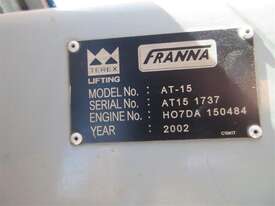 TEREX
LIFTING
FRANNA
MODEL No. : AT-15
SERIAL No. : AT15 1737
ENGINE No. : HO7DA 150484
YEAR : 2002